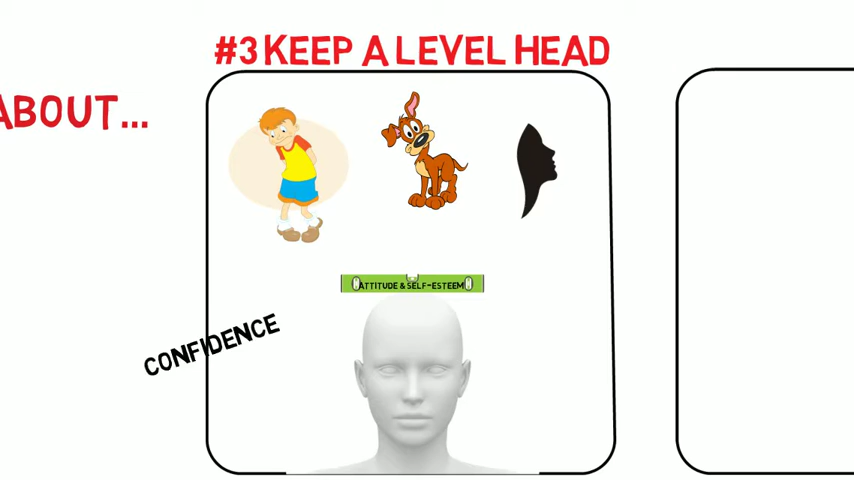 #3 KEEP A LEVEL HEAD
ABOUT...
ATTITUDE & SELF-ESTEEM
CONFIDENCE